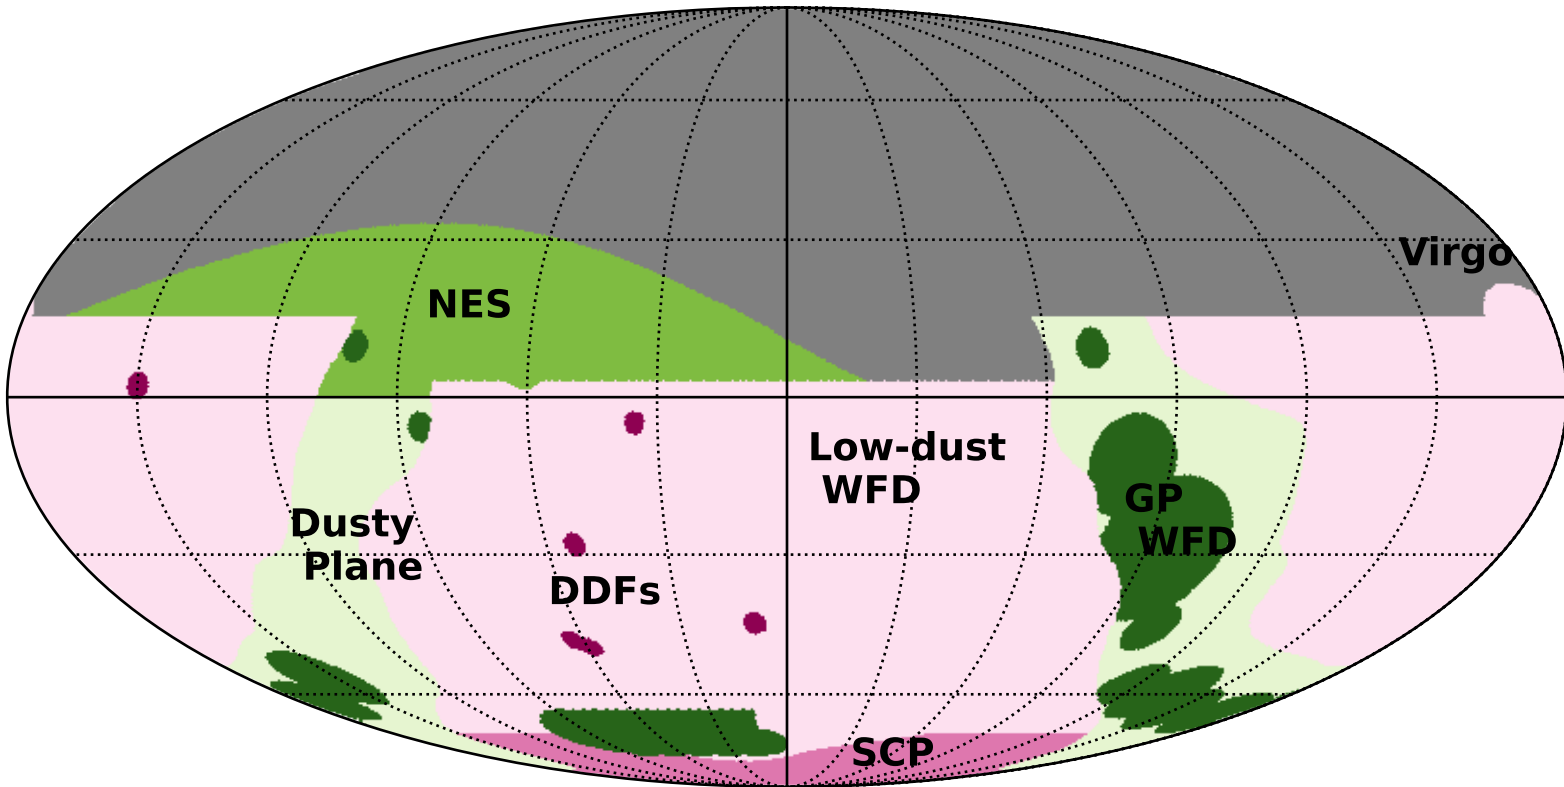 Virgo
NES
Low-dust
WFD
GP
WFD
Dusty
Plane
DDFs
SCP